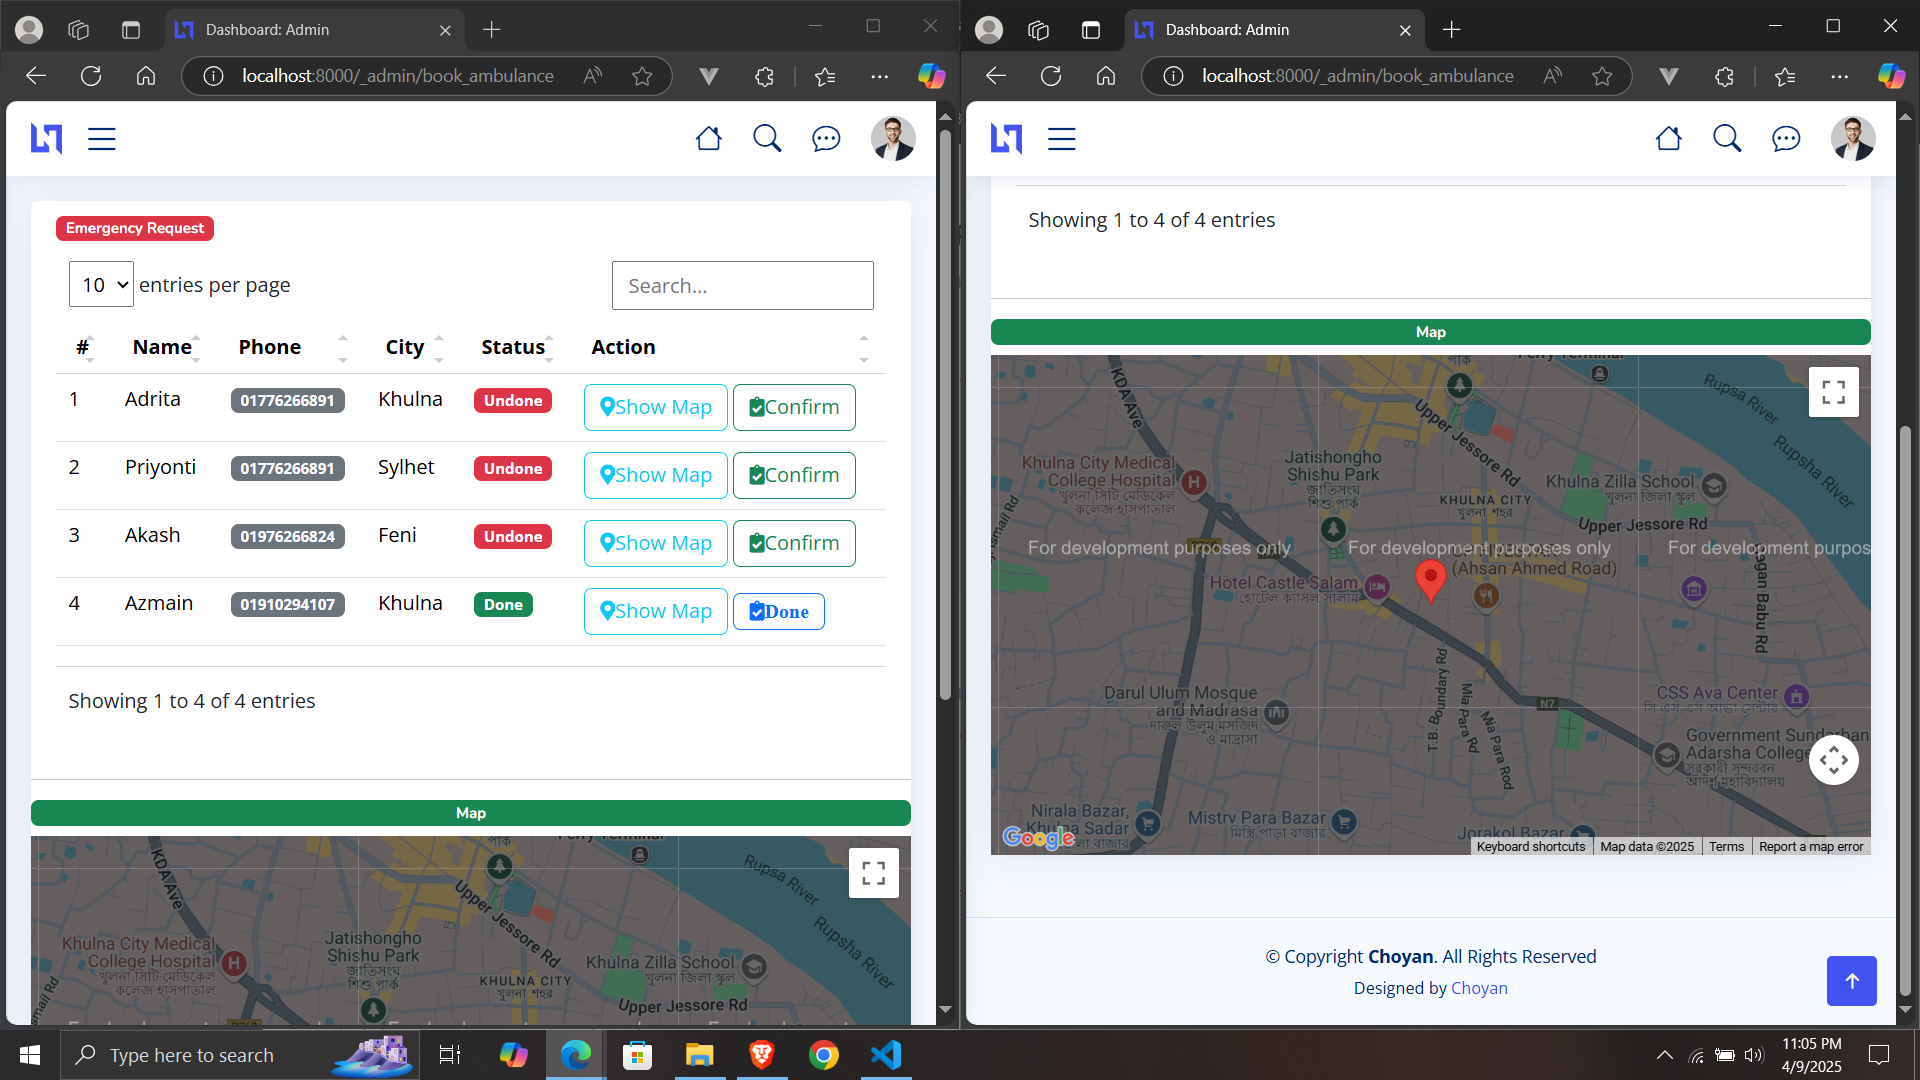 Dashboard: Admin
localhost:8000/_admin/book_ambulance
Emergency Request
10 entries per page
Search...
# Name Phone City Status Action
1 Adrita 01776266891 Khulna Undone Show Map Confirm
2 Priyonti 01776266891 Sylhet Undone Show Map Confirm
3 Akash 01976266824 Feni Undone Show Map Confirm
4 Azmain 01910294107 Khulna Done Show Map Done
Showing 1 to 4 of 4 entries
Map
পার্ক
KDA Ave
Rupsa River
Rupsha River
Upper Jessore Rd
Khulna City Medical
College Hospital
খুলনা সিটি মেডিকেল
কলেজ হাসপাতাল
Jatishongho
Shishu Park
জাতিসংঘ
শিশু পার্ক
Khulna Zilla School
খুলনা জিলা স্কুল
KHULNA CITY
খুলনা শহর
Upper Jessore Rd
Dashboard: Admin
localhost:8000/_admin/book_ambulance
Showing 1 to 4 of 4 entries
Map
পার্ক
KDA Ave
Rupsa River
Rupsha River
Upper Jessore Rd
Khulna City Medical
College Hospital
খুলনা সিটি মেডিকেল
কলেজ হাসপাতাল
Jatishongho
Shishu Park
জাতিসংঘ
শিশু পার্ক
Khulna Zilla School
খুলনা জিলা স্কুল
KHULNA CITY
খুলনা শহর
Upper Jessore Rd
For development purposes only
For development purposes only
For development purpos
(Ahsan Ahmed Road)
Hotel Castle Salam
হোটেল ক্যাসল সালাম
Gagan Babu Rd
T.B. Boundary Rd
Mia Para Rd
Mia Para Rod
N7
Darul Ulum Mosque
and Madrasa
দারুল উলুম মসজিদ
ও মাদ্রাসা
CSS Ava Center
সি এস এস আভা সেন্টার
Government Sundarban
Adarsha College
সরকারী সুন্দরবন
আদর্শ মহাবিদ্যালয়
Nirala Bazar,
Khulna Sadar
Mistry Para Bazar
মিস্ত্রি পাড়া বাজার
Jorakol Bazar
Google
Keyboard shortcuts Map data ©2025 Terms Report a map error
© Copyright Choyan. All Rights Reserved
Designed by Choyan
Type here to search
11:05 PM
4/9/2025